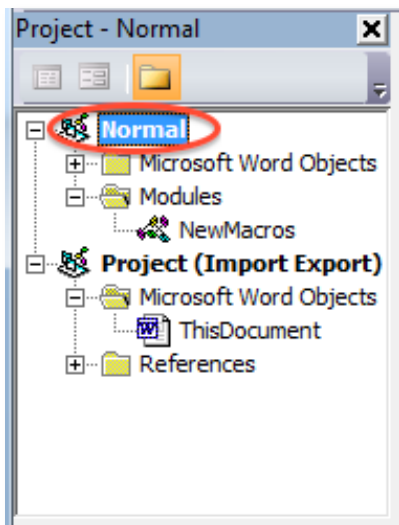 Project - Normal
Normal
Microsoft Word Objects
Modules
NewMacros
Project (Import Export)
Microsoft Word Objects
ThisDocument
References